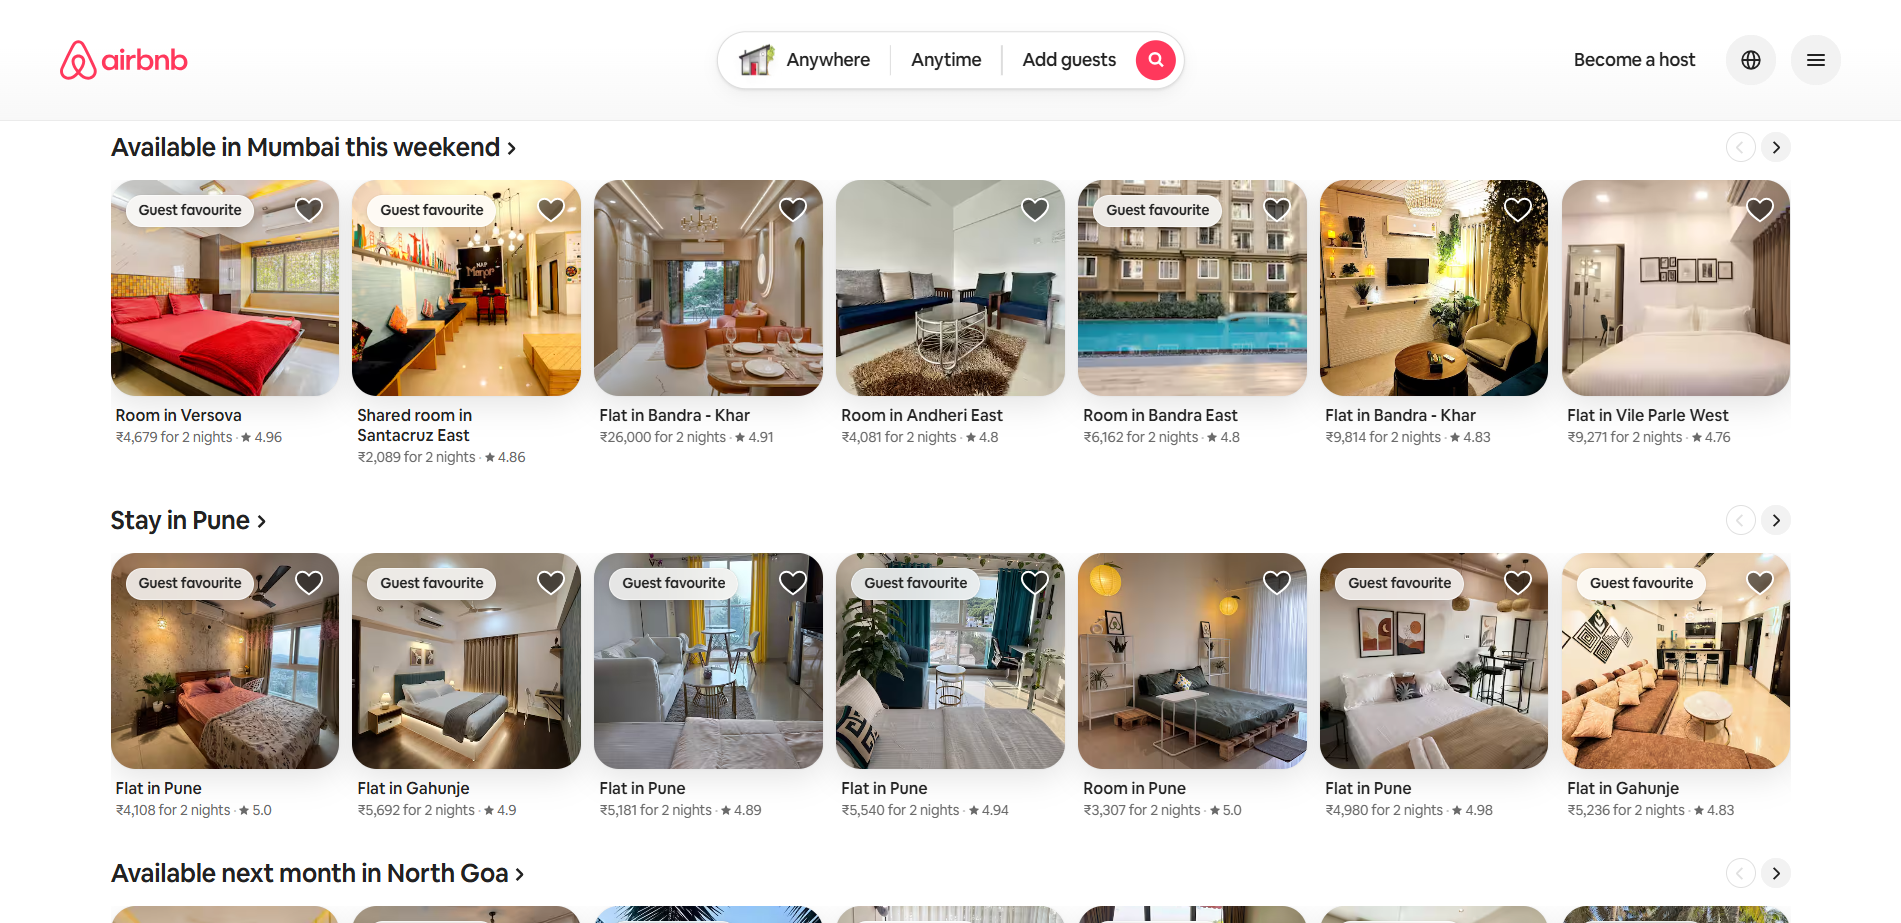 airbnb
Anywhere
Anytime
Add guests
Become a host
Available in Mumbai this weekend
Guest favourite
Guest favourite
NAP
Manor
Guest favourite
Room in Versova
₹4,679 for 2 nights · ★ 4.96
Shared room in
Santacruz East
₹2,089 for 2 nights · ★ 4.86
Flat in Bandra - Khar
₹26,000 for 2 nights · ★ 4.91
Room in Andheri East
₹4,081 for 2 nights · ★ 4.8
Room in Bandra East
₹6,162 for 2 nights · ★ 4.8
Flat in Bandra - Khar
₹9,814 for 2 nights · ★ 4.83
Flat in Vile Parle West
₹9,271 for 2 nights · ★ 4.76
Stay in Pune
Guest favourite
Guest favourite
Guest favourite
Guest favourite
Guest favourite
Guest favourite
Flat in Pune
₹4,108 for 2 nights · ★ 5.0
Flat in Gahunje
₹5,692 for 2 nights · ★ 4.9
Flat in Pune
₹5,181 for 2 nights · ★ 4.89
Flat in Pune
₹5,540 for 2 nights · ★ 4.94
Room in Pune
₹3,307 for 2 nights · ★ 5.0
Flat in Pune
₹4,980 for 2 nights · ★ 4.98
Flat in Gahunje
₹5,236 for 2 nights · ★ 4.83
Available next month in North Goa